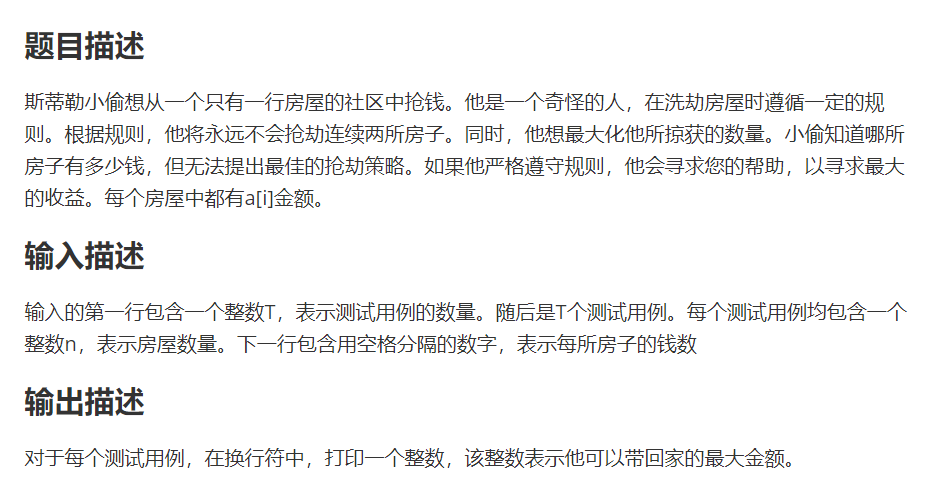 题目描述
斯蒂勒小偷想从一个只有一行房屋的社区中抢钱。他是一个奇怪的人，在洗劫房屋时遵循一定的规
则。根据规则，他将永远不会抢劫连续两所房子。同时，他想最大化他所掠获的数量。小偷知道哪所
房子有多少钱，但无法提出最佳的抢劫策略。如果他严格遵守规则，他会寻求您的帮助，以寻求最大
的收益。每个房屋中都有a[i]金额。
输入描述
输入的第一行包含一个整数T，表示测试用例的数量。随后是T个测试用例。每个测试用例均包含一个
整数n，表示房屋数量。下一行包含用空格分隔的数字，表示每所房子的钱数
输出描述
对于每个测试用例，在换行符中，打印一个整数，该整数表示他可以带回家的最大金额。